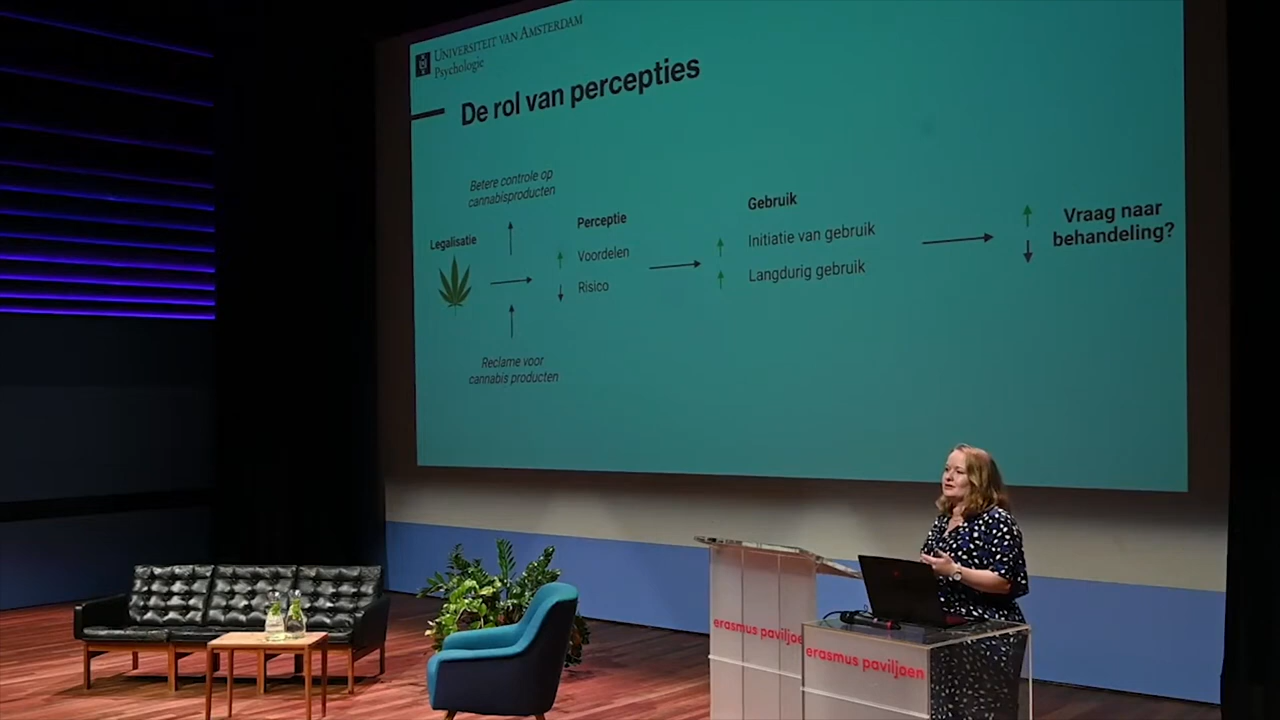 UNIVERSITEIT VAN AMSTERDAM
Psychologie
De rol van percepties
Betere controle op
cannabisproducten
Legalisatie
Perceptie
Voordelen
Risico
Reclame voor
cannabis producten
Gebruik
Initiatie van gebruik
Langdurig gebruik
Vraag naar
behandeling?
erasmus paviljoe
erasmus paviljoen